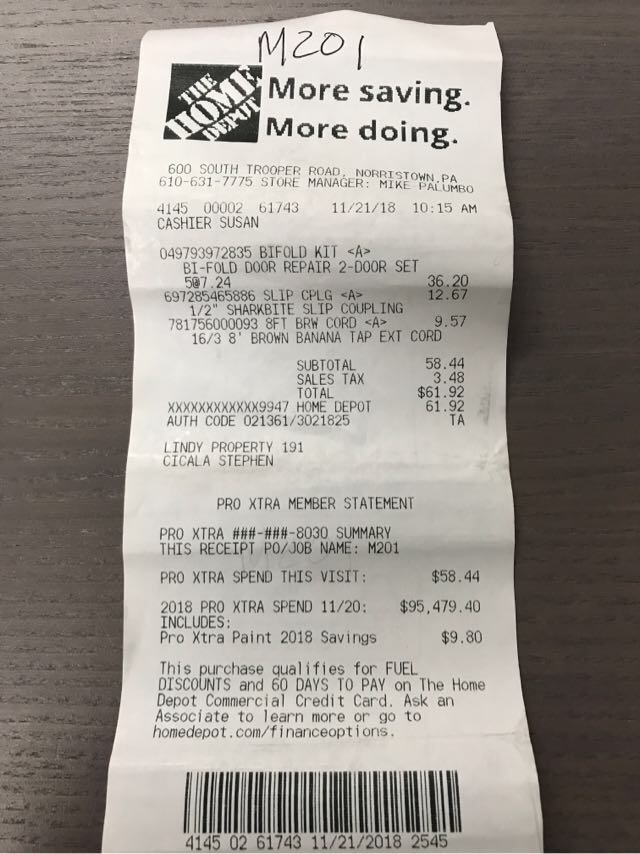 M201
THE HOME DEPOT
More saving.
More doing.
600 SOUTH TROOPER ROAD, NORRISTOWN,PA
610-631-7775 STORE MANAGER: MIKE PALUMBO
4145 00002 61743 11/21/18 10:15 AM
CASHIER SUSAN
049793972835 BIFOLD KIT <A>
BI-FOLD DOOR REPAIR 2-DOOR SET
5@7.24 36.20
697285465886 SLIP CPLG <A> 12.67
1/2" SHARKBITE SLIP COUPLING
781756000093 8FT BRW CORD <A> 9.57
16/3 8' BROWN BANANA TAP EXT CORD
SUBTOTAL 58.44
SALES TAX 3.48
TOTAL $61.92
XXXXXXXXXXXX9947 HOME DEPOT 61.92
AUTH CODE 021361/3021825 TA
LINDY PROPERTY 191
CICALA STEPHEN
PRO XTRA MEMBER STATEMENT
PRO XTRA ###-###-8030 SUMMARY
THIS RECEIPT PO/JOB NAME: M201
PRO XTRA SPEND THIS VISIT: $58.44
2018 PRO XTRA SPEND 11/20: $95,479.40
INCLUDES:
Pro Xtra Paint 2018 Savings $9.80
This purchase qualifies for FUEL
DISCOUNTS and 60 DAYS TO PAY on The Home
Depot Commercial Credit Card. Ask an
Associate to learn more or go to
homedepot.com/financeoptions.
4145 02 61743 11/21/2018 2545